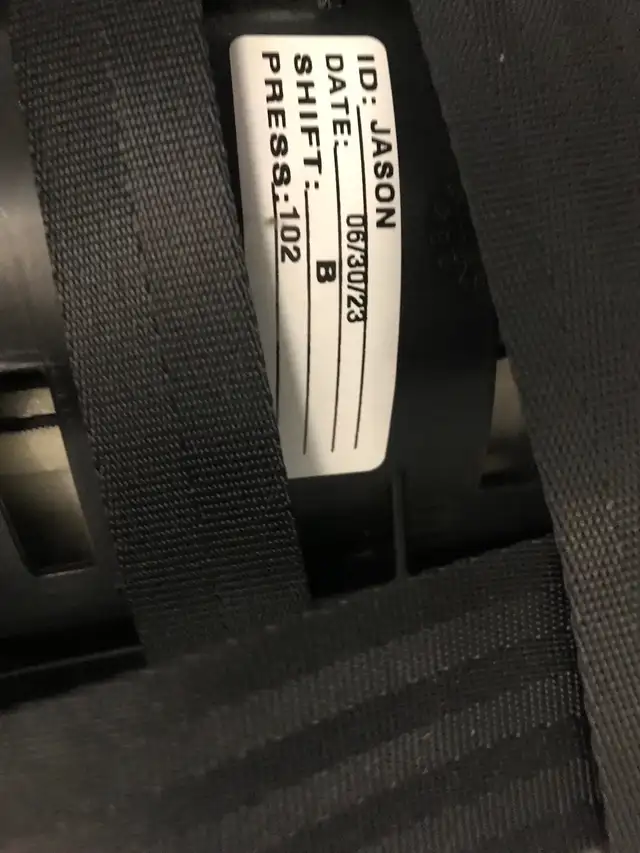 ID: JASON
DATE: 06/30/23
SHIFT: B
PRESS: 102